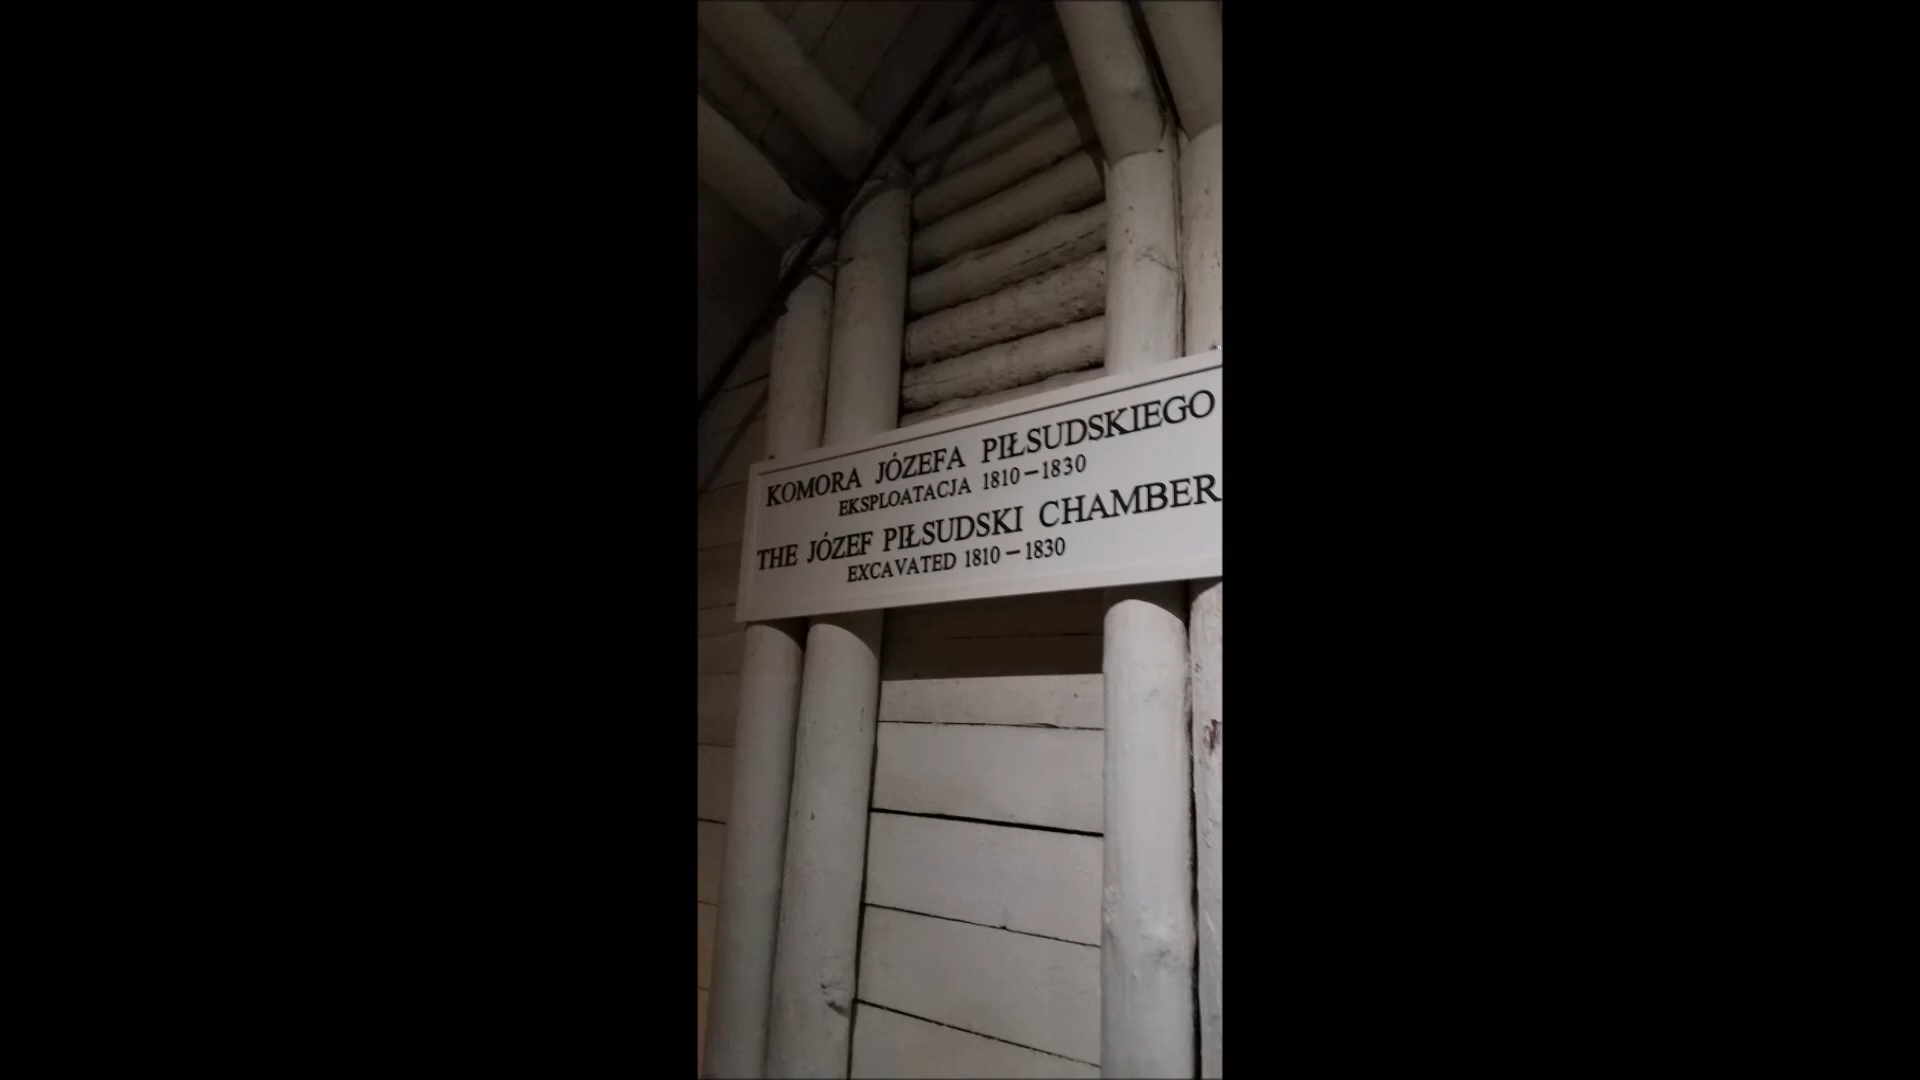 KOMORA JÓZEFA PIŁSUDSKIEGO
EKSPLOATACJA 1810–1830
THE JÓZEF PIŁSUDSKI CHAMBER
EXCAVATED 1810–1830